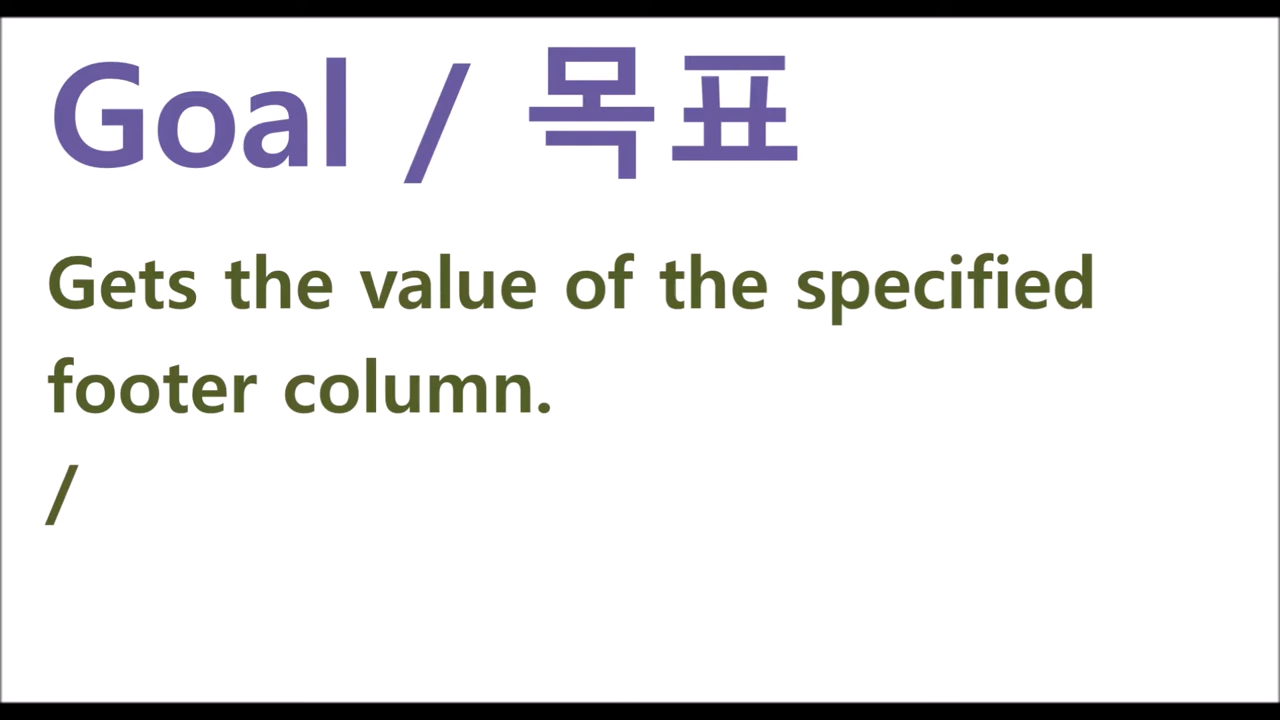 Goal / 목표
Gets the value of the specified
footer column.
/